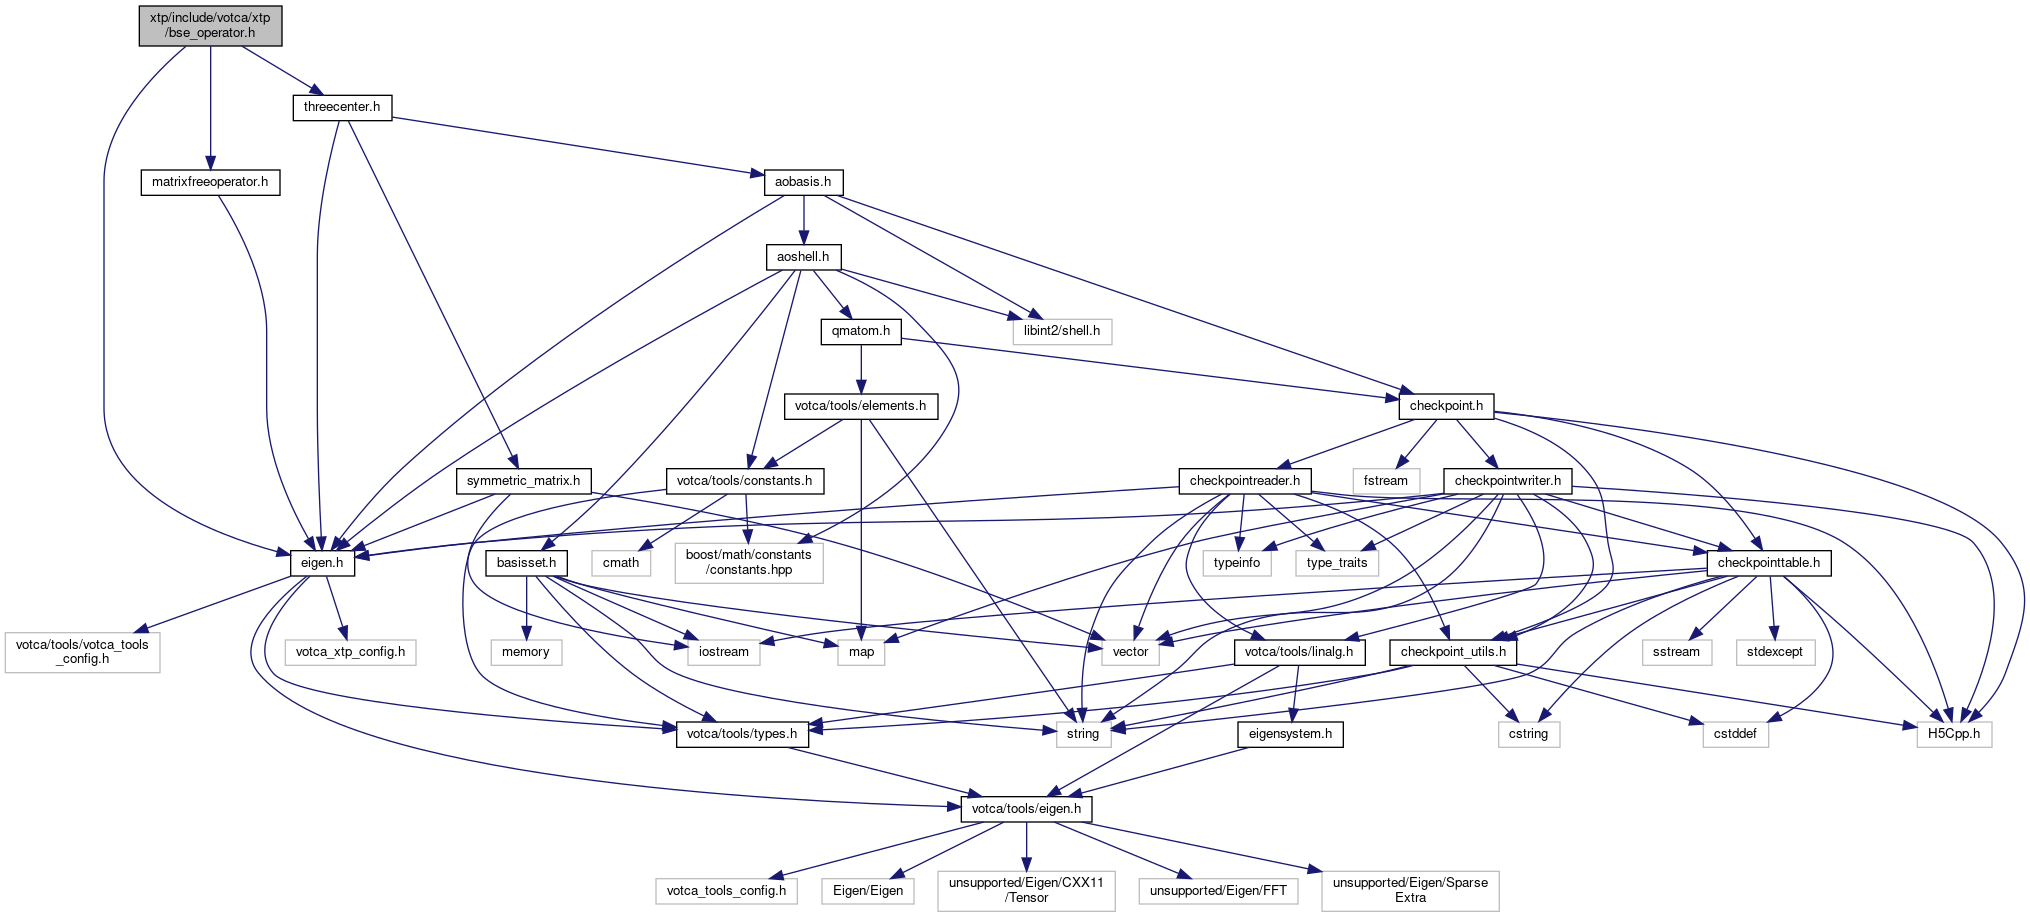 xtp/include/votca/xtp
/bse_operator.h
threecenter.h
matrixfreeoperator.h
aobasis.h
aoshell.h
qmatom.h
libint2/shell.h
votca/tools/elements.h
checkpoint.h
symmetric_matrix.h
votca/tools/constants.h
checkpointreader.h
fstream
checkpointwriter.h
eigen.h
basisset.h
cmath
boost/math/constants
/constants.hpp
typeinfo
type_traits
checkpointtable.h
votca/tools/votca_tools
_config.h
votca_xtp_config.h
memory
iostream
map
vector
votca/tools/linalg.h
checkpoint_utils.h
sstream
stdexcept
votca/tools/types.h
string
eigensystem.h
cstring
cstddef
H5Cpp.h
votca/tools/eigen.h
votca_tools_config.h
Eigen/Eigen
unsupported/Eigen/CXX11
/Tensor
unsupported/Eigen/FFT
unsupported/Eigen/Sparse
Extra